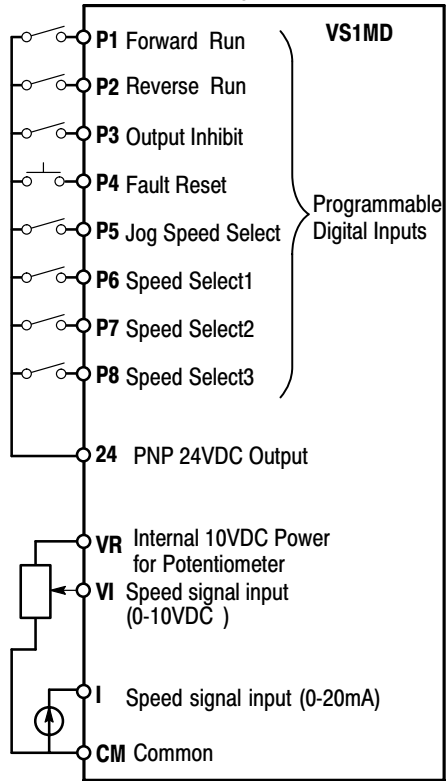 VS1MD
P1 Forward Run
P2 Reverse Run
P3 Output Inhibit
P4 Fault Reset
P5 Jog Speed Select
P6 Speed Select1
P7 Speed Select2
P8 Speed Select3
Programmable
Digital Inputs
24 PNP 24VDC Output
VR Internal 10VDC Power
for Potentiometer
VI Speed signal input
(0-10VDC )
I Speed signal input (0-20mA)
CM Common